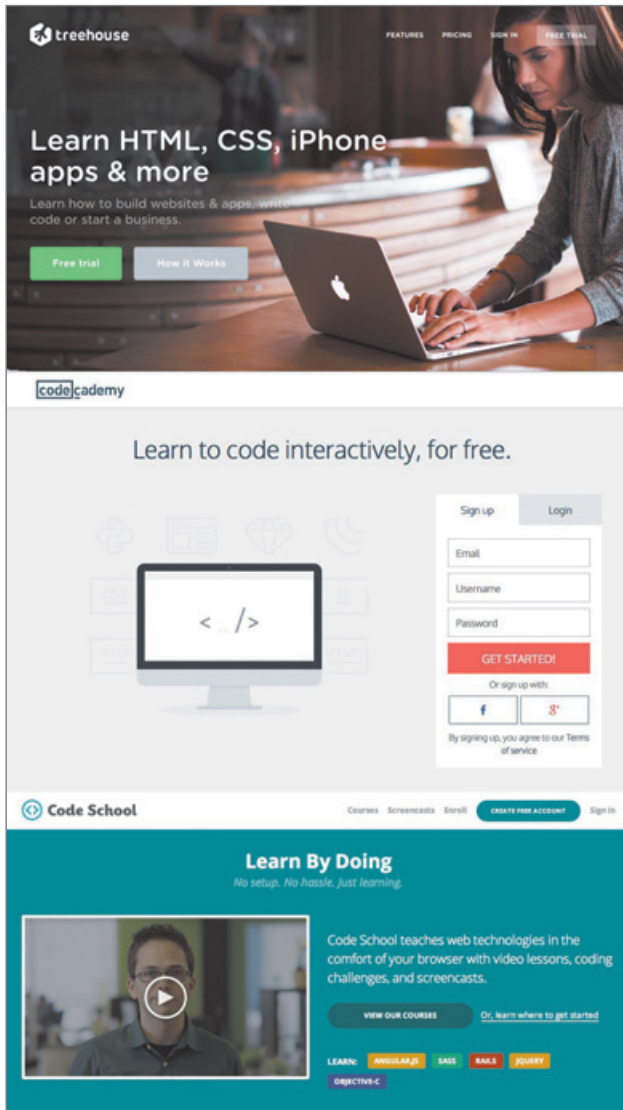 treehouse
FEATURES PRICING SIGN IN FREE TRIAL
Learn HTML, CSS, iPhone
apps & more
Learn how to build websites & apps, write
code or start a business.
Free trial How it Works
codecademy
Learn to code interactively, for free.
Sign up Login
Email
Username
Password
GET STARTED!
Or sign up with:
f g+
By signing up, you agree to our Terms
of service
CSS JS
PHP HTML
< _ />
Code School
Courses Screencasts Enroll CREATE FREE ACCOUNT Sign In
Learn By Doing
No setup. No hassle. Just learning.
Code School teaches web technologies in the
comfort of your browser with video lessons, coding
challenges, and screencasts.
VIEW OUR COURSES Or, learn where to get started
LEARN: ANGULAR.JS SASS RAILS JQUERY
OBJECTIVE-C